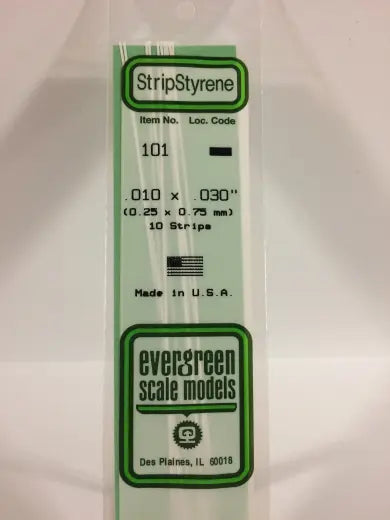 StripStyrene
Item No. Loc. Code
101
.010 x .030"
(0.25 x 0.75 mm)
10 Strips
Made in U.S.A.
evergreen
scale models
Des Plaines, IL 60018